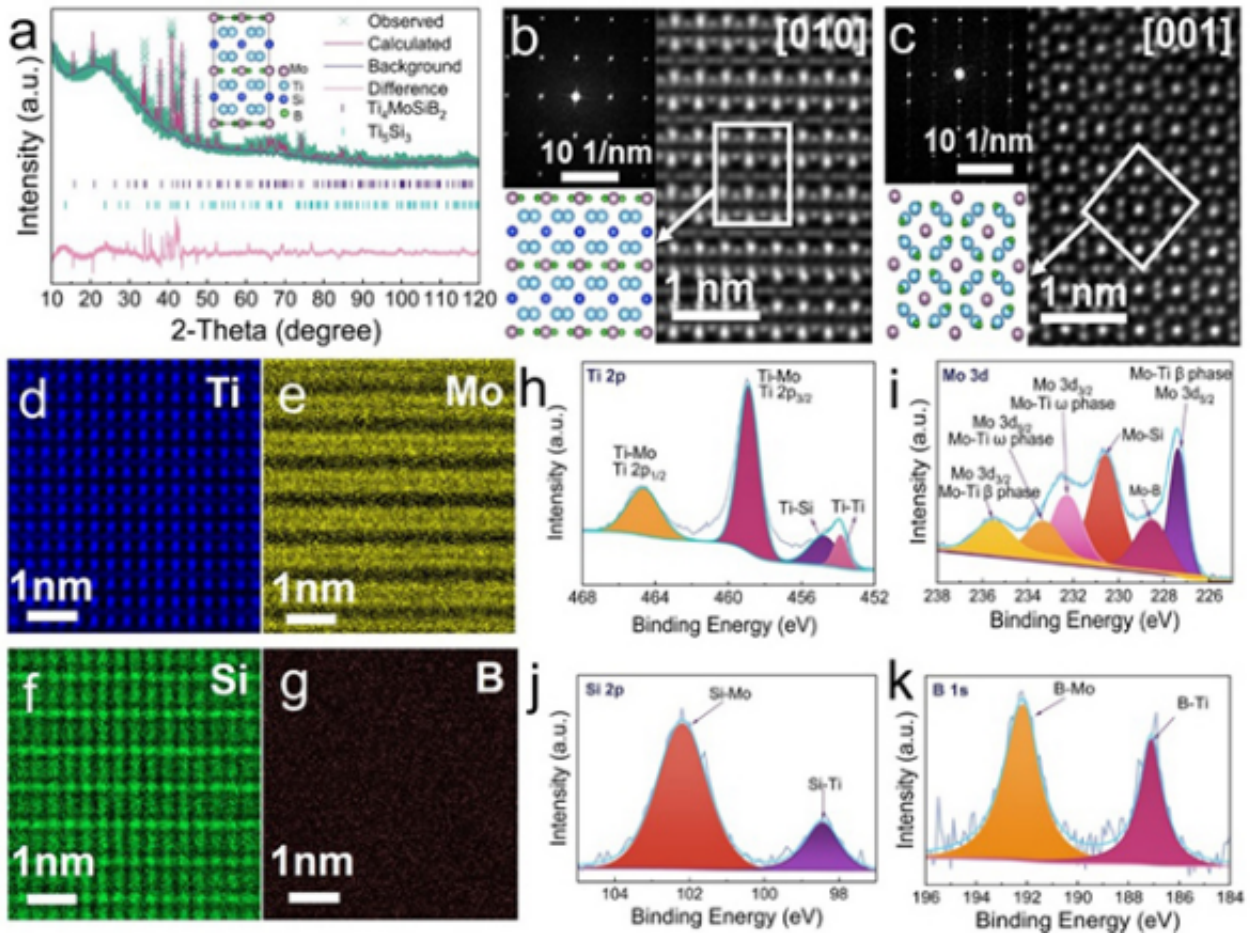 a
Intensity (a.u.)
Observed
Calculated
Background
Difference
Ti₄MoSiB₂
Ti₅Si₃
Mo
Ti
Si
B
10 20 30 40 50 60 70 80 90 100 110 120
2-Theta (degree)
b
[010]
10 1/nm
1 nm
c
[001]
10 1/nm
1 nm
d
Ti
1nm
e
Mo
1nm
f
Si
1nm
g
B
1nm
h
Ti 2p
Ti-Mo
Ti 2p₃/₂
Ti-Mo
Ti 2p₁/₂
Ti-Si
Ti-Ti
Intensity (a.u.)
468 464 460 456 452
Binding Energy (eV)
i
Mo 3d
Mo-Ti β phase
Mo 3d₅/₂
Mo 3d₃/₂
Mo-Ti ω phase
Mo 3d₅/₂
Mo-Ti ω phase
Mo 3d₃/₂
Mo-Ti β phase
Mo-Si
Mo-B
Intensity (a.u.)
238 236 234 232 230 228 226
Binding Energy (eV)
j
Si 2p
Si-Mo
Si-Ti
Intensity (a.u.)
104 102 100 98
Binding Energy (eV)
k
B 1s
B-Mo
B-Ti
Intensity (a.u.)
196 194 192 190 188 186 184
Binding Energy (eV)